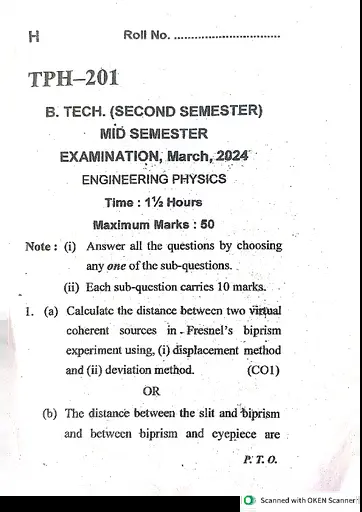 H
Roll No. ................................
TPH–201
B. TECH. (SECOND SEMESTER)
MID SEMESTER
EXAMINATION, March, 2024
ENGINEERING PHYSICS
Time : 1½ Hours
Maximum Marks : 50
Note : (i) Answer all the questions by choosing
any one of the sub-questions.
(ii) Each sub-question carries 10 marks.
1. (a) Calculate the distance between two virtual
coherent sources in Fresnel's biprism
experiment using, (i) displacement method
and (ii) deviation method. (CO1)
OR
(b) The distance between the slit and biprism
and between biprism and eyepiece are
P. T. O.
Scanned with OKEN Scanner